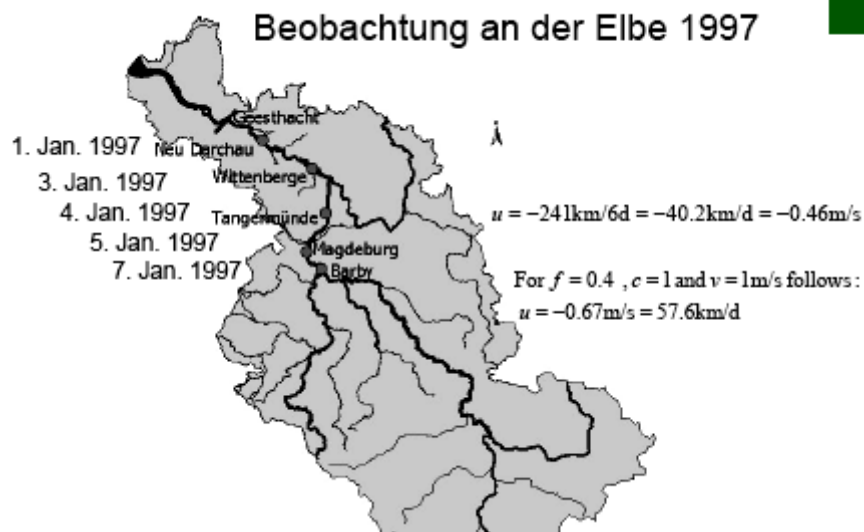 Beobachtung an der Elbe 1997
Geesthacht
1. Jan. 1997 Neu Darchau
3. Jan. 1997 Wittenberge
4. Jan. 1997 Tangermünde
5. Jan. 1997 Magdeburg
7. Jan. 1997 Barby
u = −241km/6d = −40.2km/d = −0.46m/s
For f = 0.4 , c = 1 and v = 1m/s follows :
u = −0.67m/s = 57.6km/d